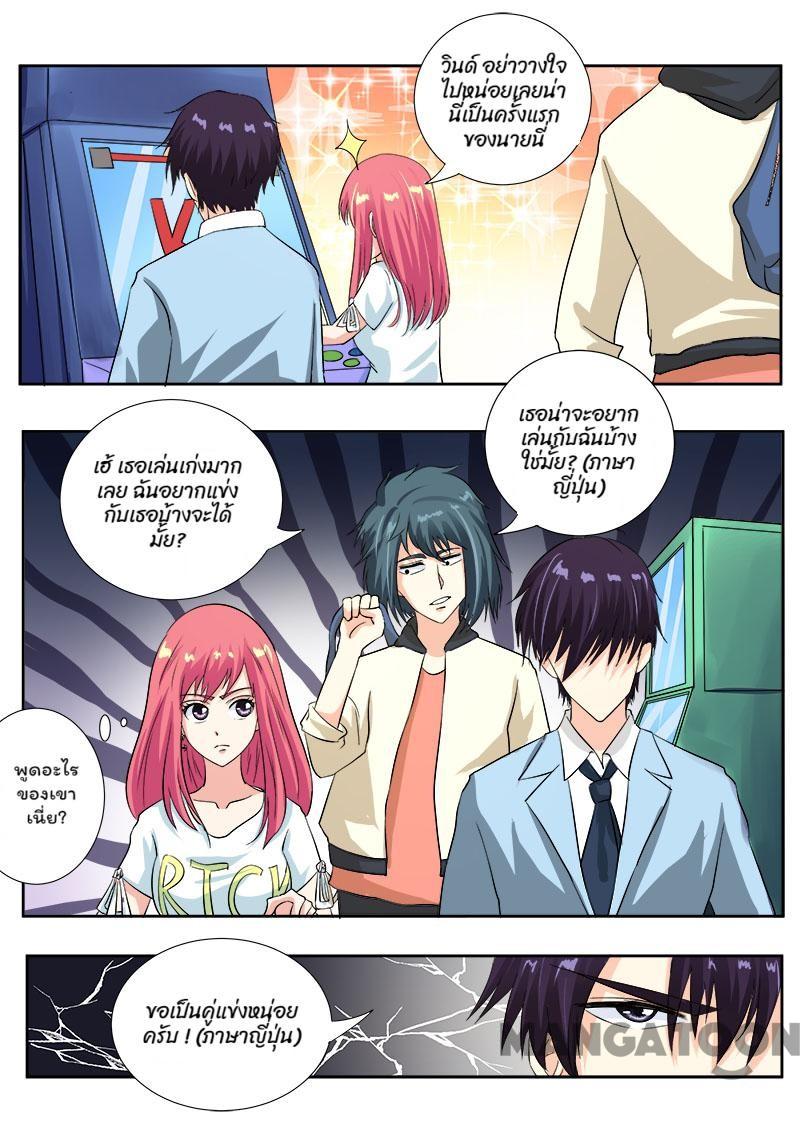 วินด์ อย่าวางใจ
ไปหน่อยเลยน่า
นี่เป็นครั้งแรก
ของนายนี่
เธอน่าจะอยาก
เล่นกับฉันบ้าง
ใช่มั้ย? (ภาษา
ญี่ปุ่น)
เฮ้ เธอเล่นเก่งมาก
เลย ฉันอยากแข่ง
กับเธอบ้างจะได้
มั้ย?
พูดอะไร
ของเขา
เนี่ย?
RICH
ขอเป็นคู่แข่งหน่อย
ครับ ! (ภาษาญี่ปุ่น)
MANGATOON